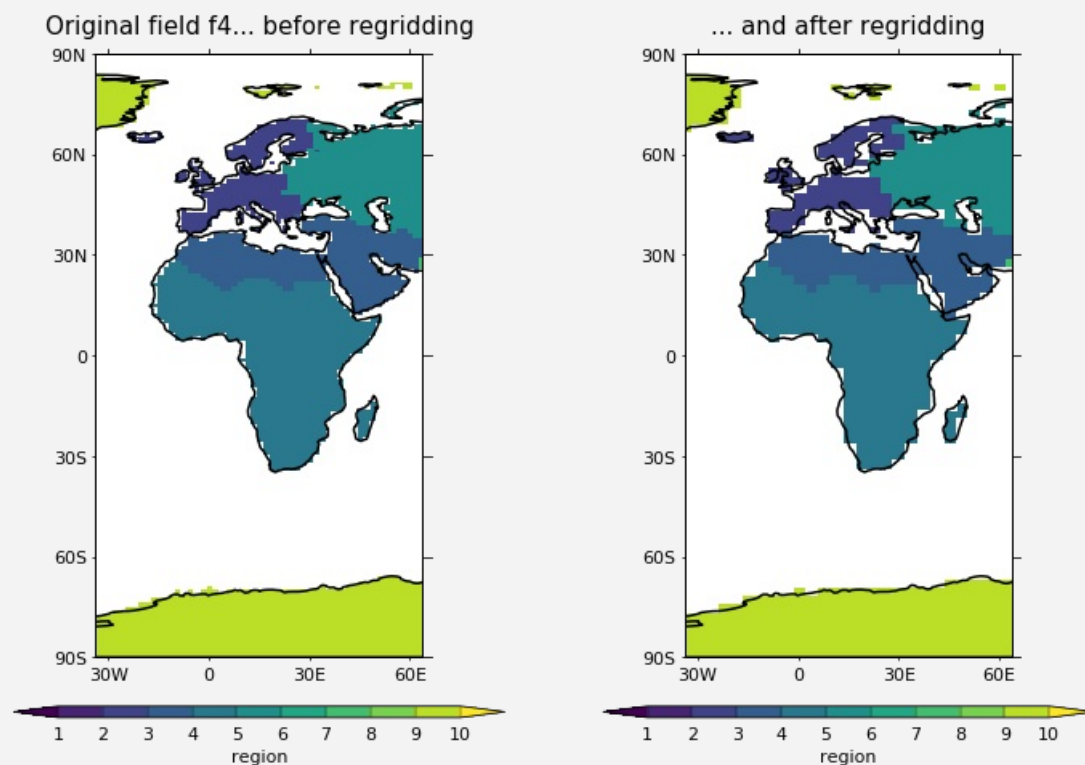 Original field f4... before regridding
90N
60N
30N
0
30S
60S
90S
30W 0 30E 60E
1 2 3 4 5 6 7 8 9 10
region
... and after regridding
90N
60N
30N
0
30S
60S
90S
30W 0 30E 60E
1 2 3 4 5 6 7 8 9 10
region